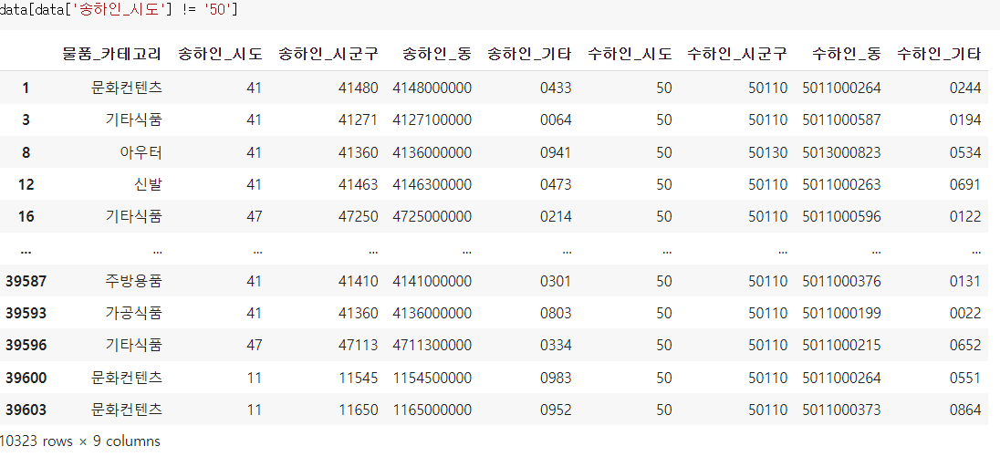 data[data['송하인_시도'] != '50']
물품_카테고리 송하인_시도 송하인_시군구 송하인_동 송하인_기타 수하인_시도 수하인_시군구 수하인_동 수하인_기타
1 문화컨텐츠 41 41480 4148000000 0433 50 50110 5011000264 0244
3 기타식품 41 41271 4127100000 0064 50 50110 5011000587 0194
8 아우터 41 41360 4136000000 0941 50 50130 5013000823 0534
12 신발 41 41463 4146300000 0473 50 50110 5011000263 0691
16 기타식품 47 47250 4725000000 0214 50 50110 5011000596 0122
... ... ... ... ... ... ... ... ... ...
39587 주방용품 41 41410 4141000000 0301 50 50110 5011000376 0131
39593 가공식품 41 41360 4136000000 0803 50 50110 5011000199 0022
39596 기타식품 47 47113 4711300000 0334 50 50110 5011000215 0652
39600 문화컨텐츠 11 11545 1154500000 0983 50 50110 5011000264 0551
39603 문화컨텐츠 11 11650 1165000000 0952 50 50110 5011000373 0864
10323 rows × 9 columns